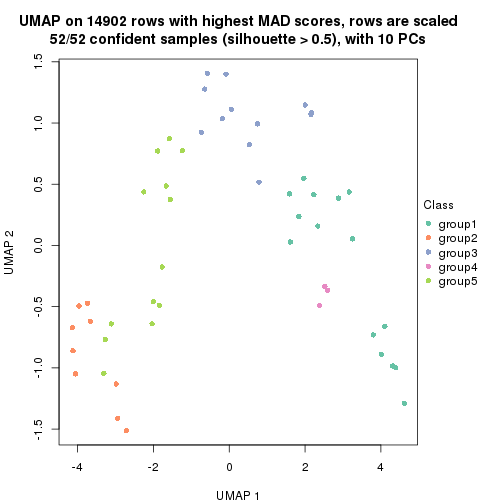 UMAP on 14902 rows with highest MAD scores, rows are scaled
52/52 confident samples (silhouette > 0.5), with 10 PCs
1.5
1.0
0.5
0.0
-0.5
-1.0
-1.5
UMAP 2
-4
-2
0
2
4
UMAP 1
Class
group1
group2
group3
group4
group5